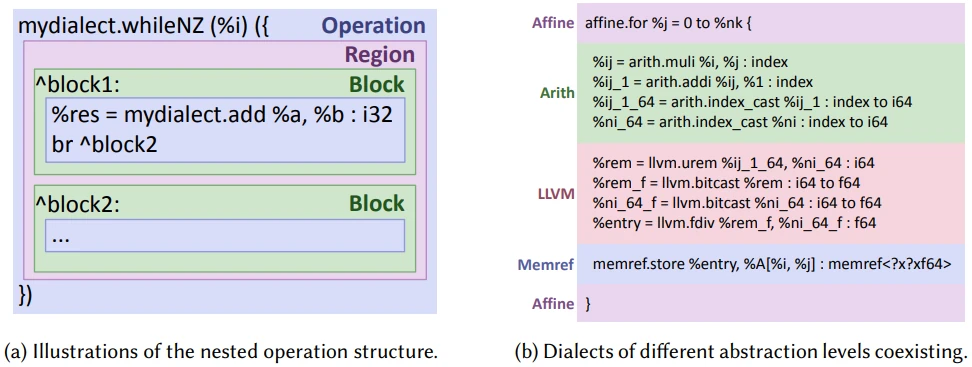 mydialect.whileNZ (%i) ({ Operation
Region
^block1: Block
%res = mydialect.add %a, %b : i32
br ^block2
^block2: Block
...
})
(a) Illustrations of the nested operation structure.
Affine affine.for %j = 0 to %nk {
%ij = arith.muli %i, %j : index
Arith %ij_1 = arith.addi %ij, %1 : index
%ij_1_64 = arith.index_cast %ij_1 : index to i64
%ni_64 = arith.index_cast %ni : index to i64
%rem = llvm.urem %ij_1_64, %ni_64 : i64
LLVM %rem_f = llvm.bitcast %rem : i64 to f64
%ni_64_f = llvm.bitcast %ni_64 : i64 to f64
%entry = llvm.fdiv %rem_f, %ni_64_f : f64
Memref memref.store %entry, %A[%i, %j] : memref<?x?xf64>
Affine }
(b) Dialects of different abstraction levels coexisting.